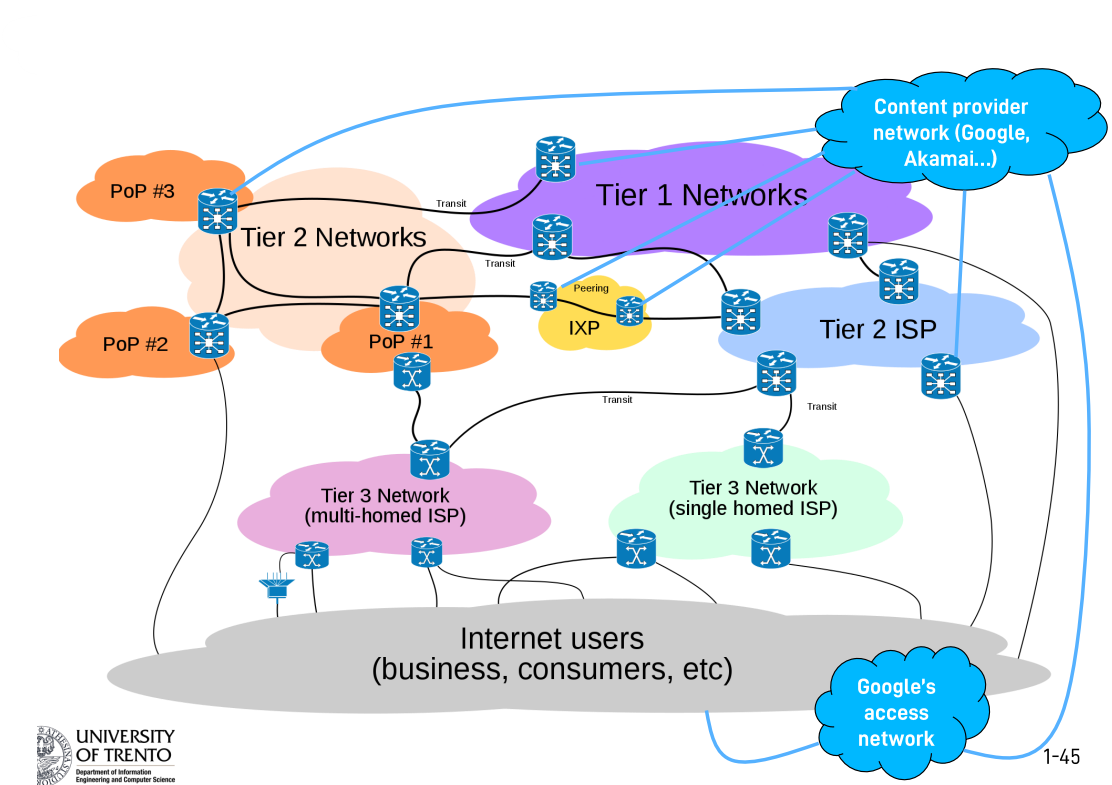 Content provider
network (Google,
Akamai...)
PoP #3
Tier 1 Networks
Transit
Tier 2 Networks
Transit
Peering
IXP
Tier 2 ISP
PoP #2
PoP #1
Transit
Transit
Tier 3 Network
(multi-homed ISP)
Tier 3 Network
(single homed ISP)
Internet users
(business, consumers, etc)
Google's
access
network
UNIVERSITY
OF TRENTO
Department of Information
Engineering and Computer Science
1-45